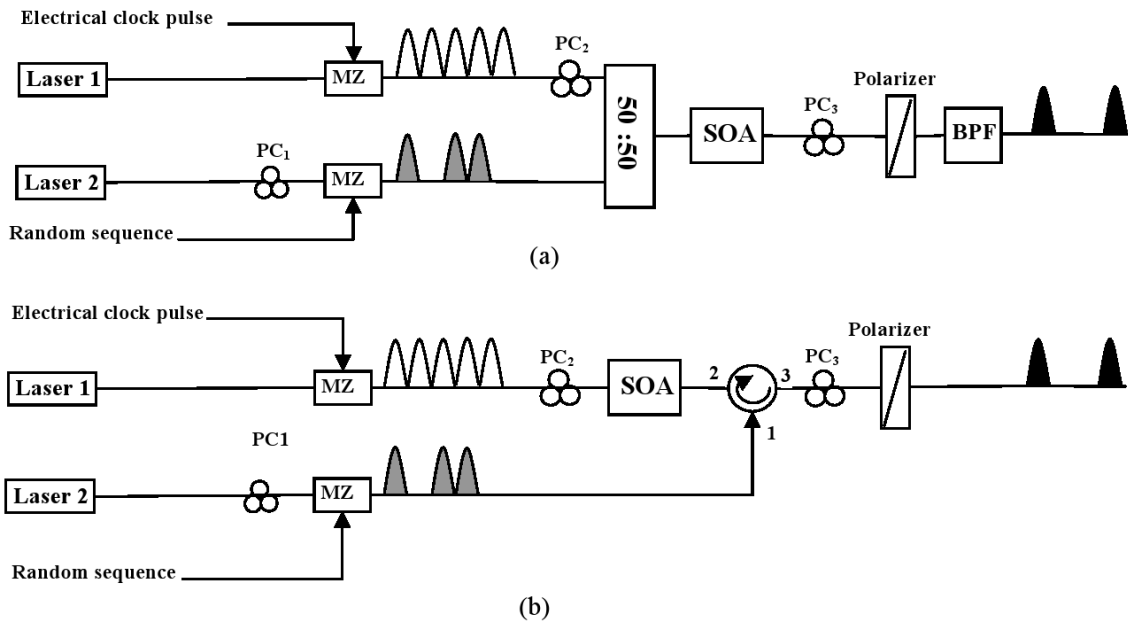 Electrical clock pulse
Laser 1
MZ
PC2
50 :50
SOA
PC3
Polarizer
BPF
Laser 2
PC1
MZ
Random sequence
(a)
Electrical clock pulse
Laser 1
MZ
PC2
SOA
2
3
1
PC3
Polarizer
PC1
Laser 2
MZ
Random sequence
(b)